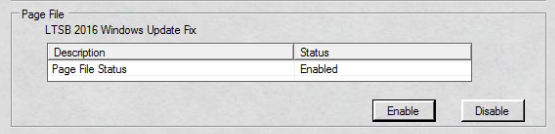 Page File
LTSB 2016 Windows Update Fix
Description Status
Page File Status Enabled
Enable Disable